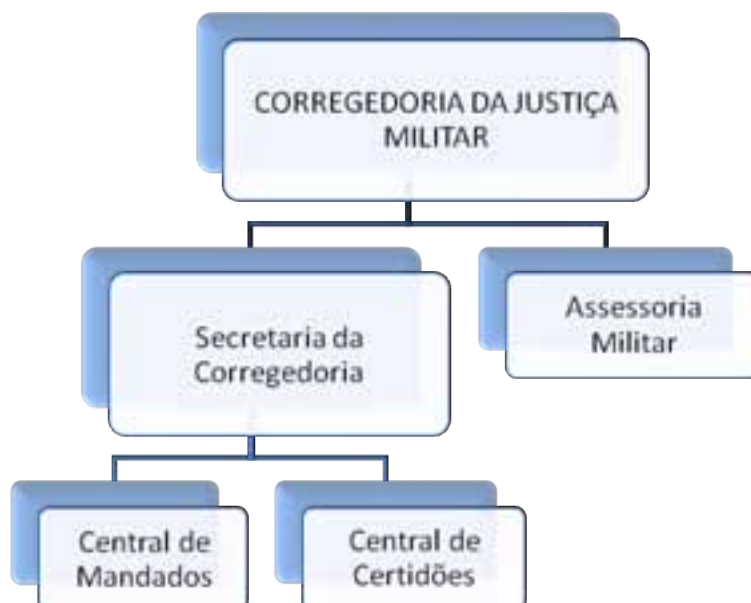 CORREGEDORIA DA JUSTIÇA
MILITAR
Secretaria da
Corregedoria
Assessoria
Militar
Central de
Mandados
Central de
Certidões